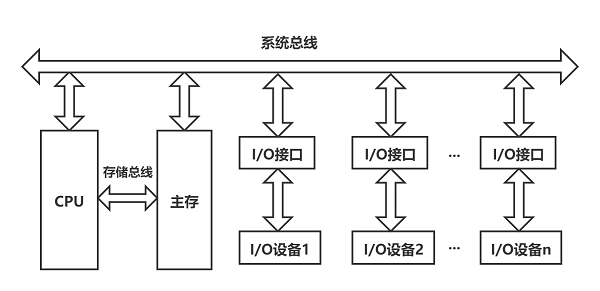 系统总线
存储总线
CPU
主存
I/O接口
I/O接口
...
I/O接口
I/O设备1
I/O设备2
...
I/O设备n